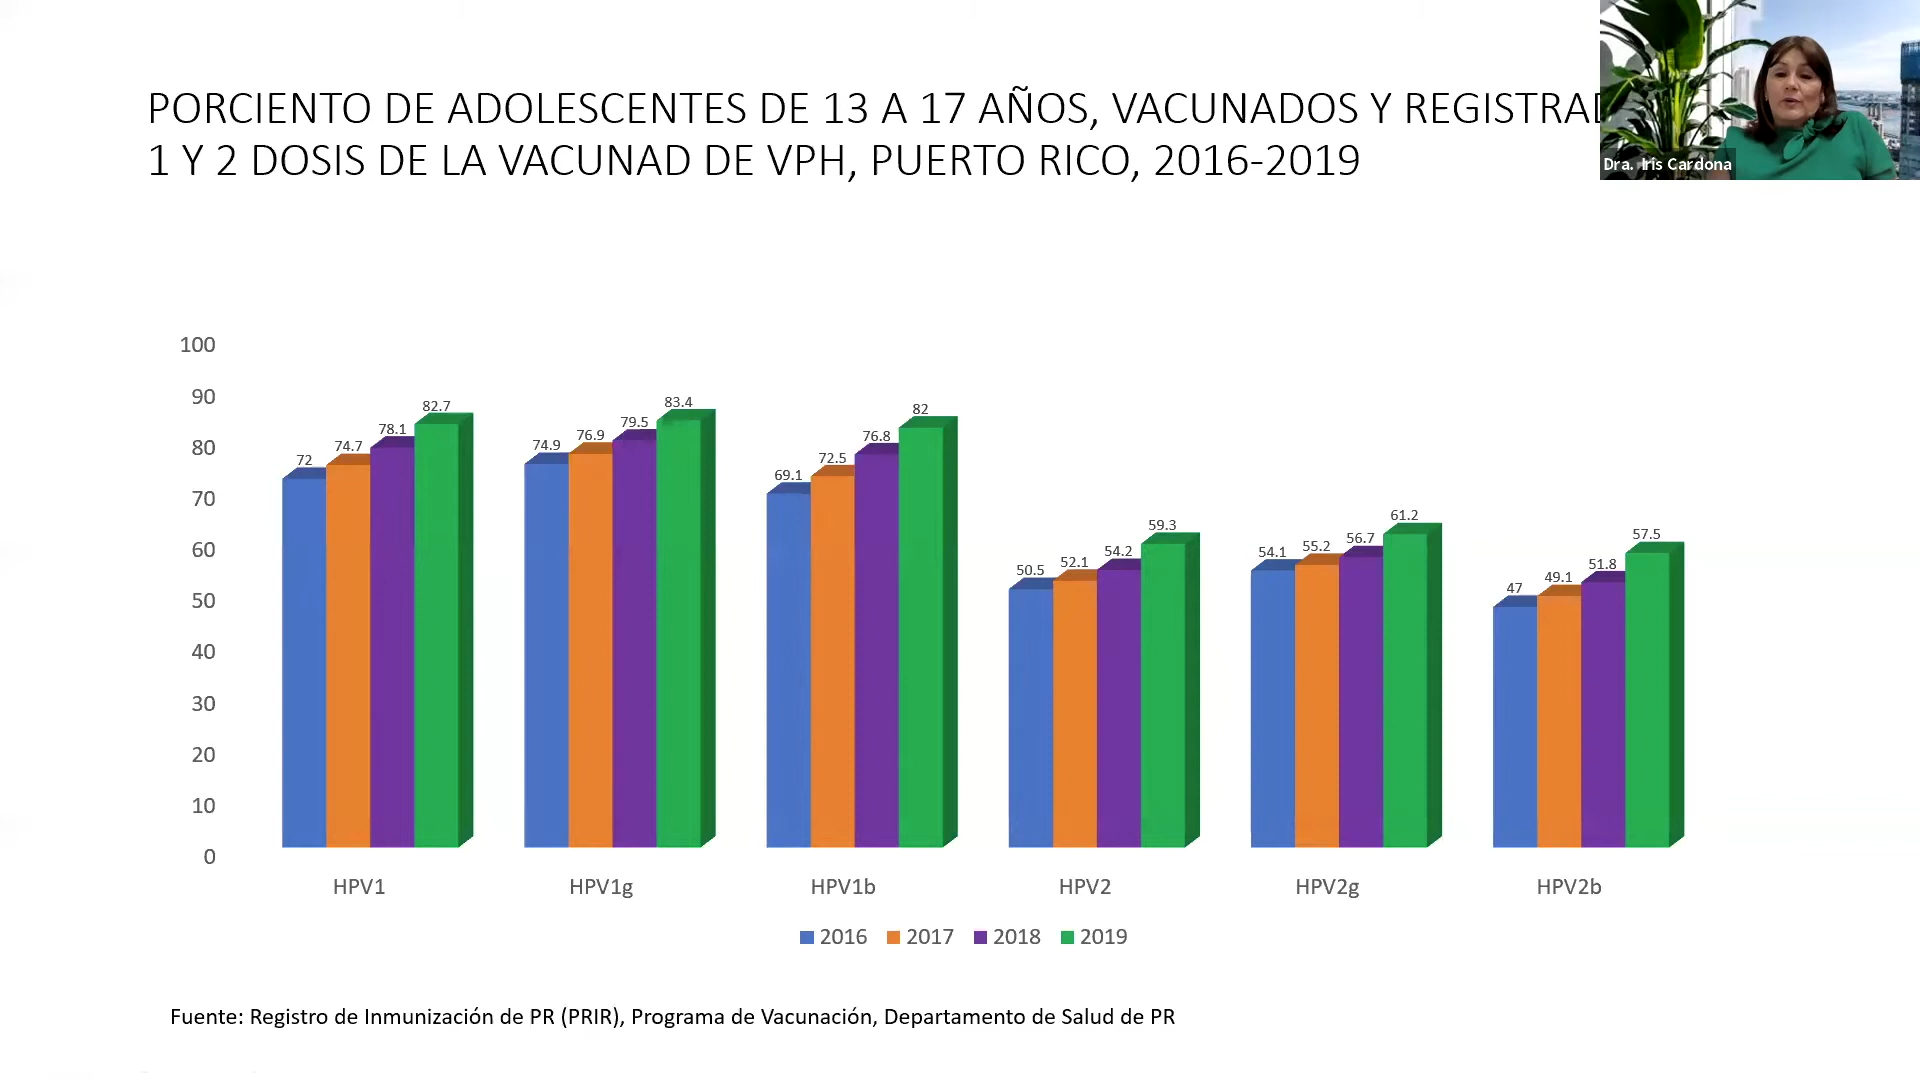 PORCIENTO DE ADOLESCENTES DE 13 A 17 AÑOS, VACUNADOS Y
1 Y 2 DOSIS DE LA VACUNAD DE VPH, PUERTO RICO, 2016-2019
Dra. Iris Cardona
100
90
80
70
60
50
40
30
20
10
0
72 74.7 78.1 82.7
74.9 76.9 79.5 83.4
69.1 72.5 76.8 82
50.5 52.1 54.2 59.3
54.1 55.2 56.7 61.2
47 49.1 51.8 57.5
HPV1 HPV1g HPV1b HPV2 HPV2g HPV2b
2016 2017 2018 2019
Fuente: Registro de Inmunización de PR (PRIR), Programa de Vacunación, Departamento de Salud de PR